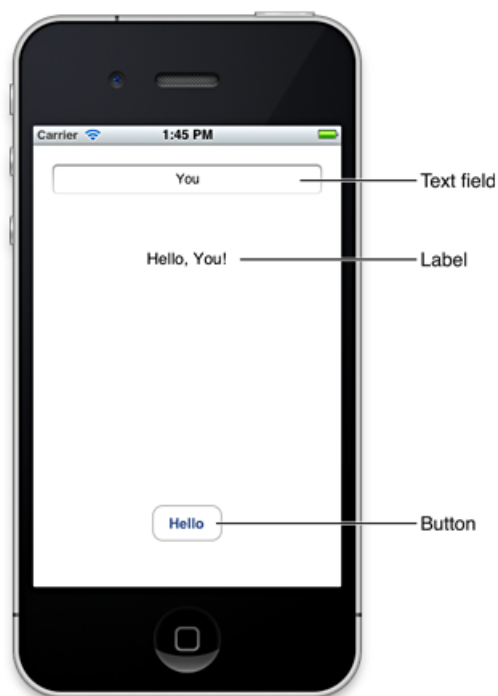 Carrier 1:45 PM
You
Text field
Hello, You!
Label
Hello
Button